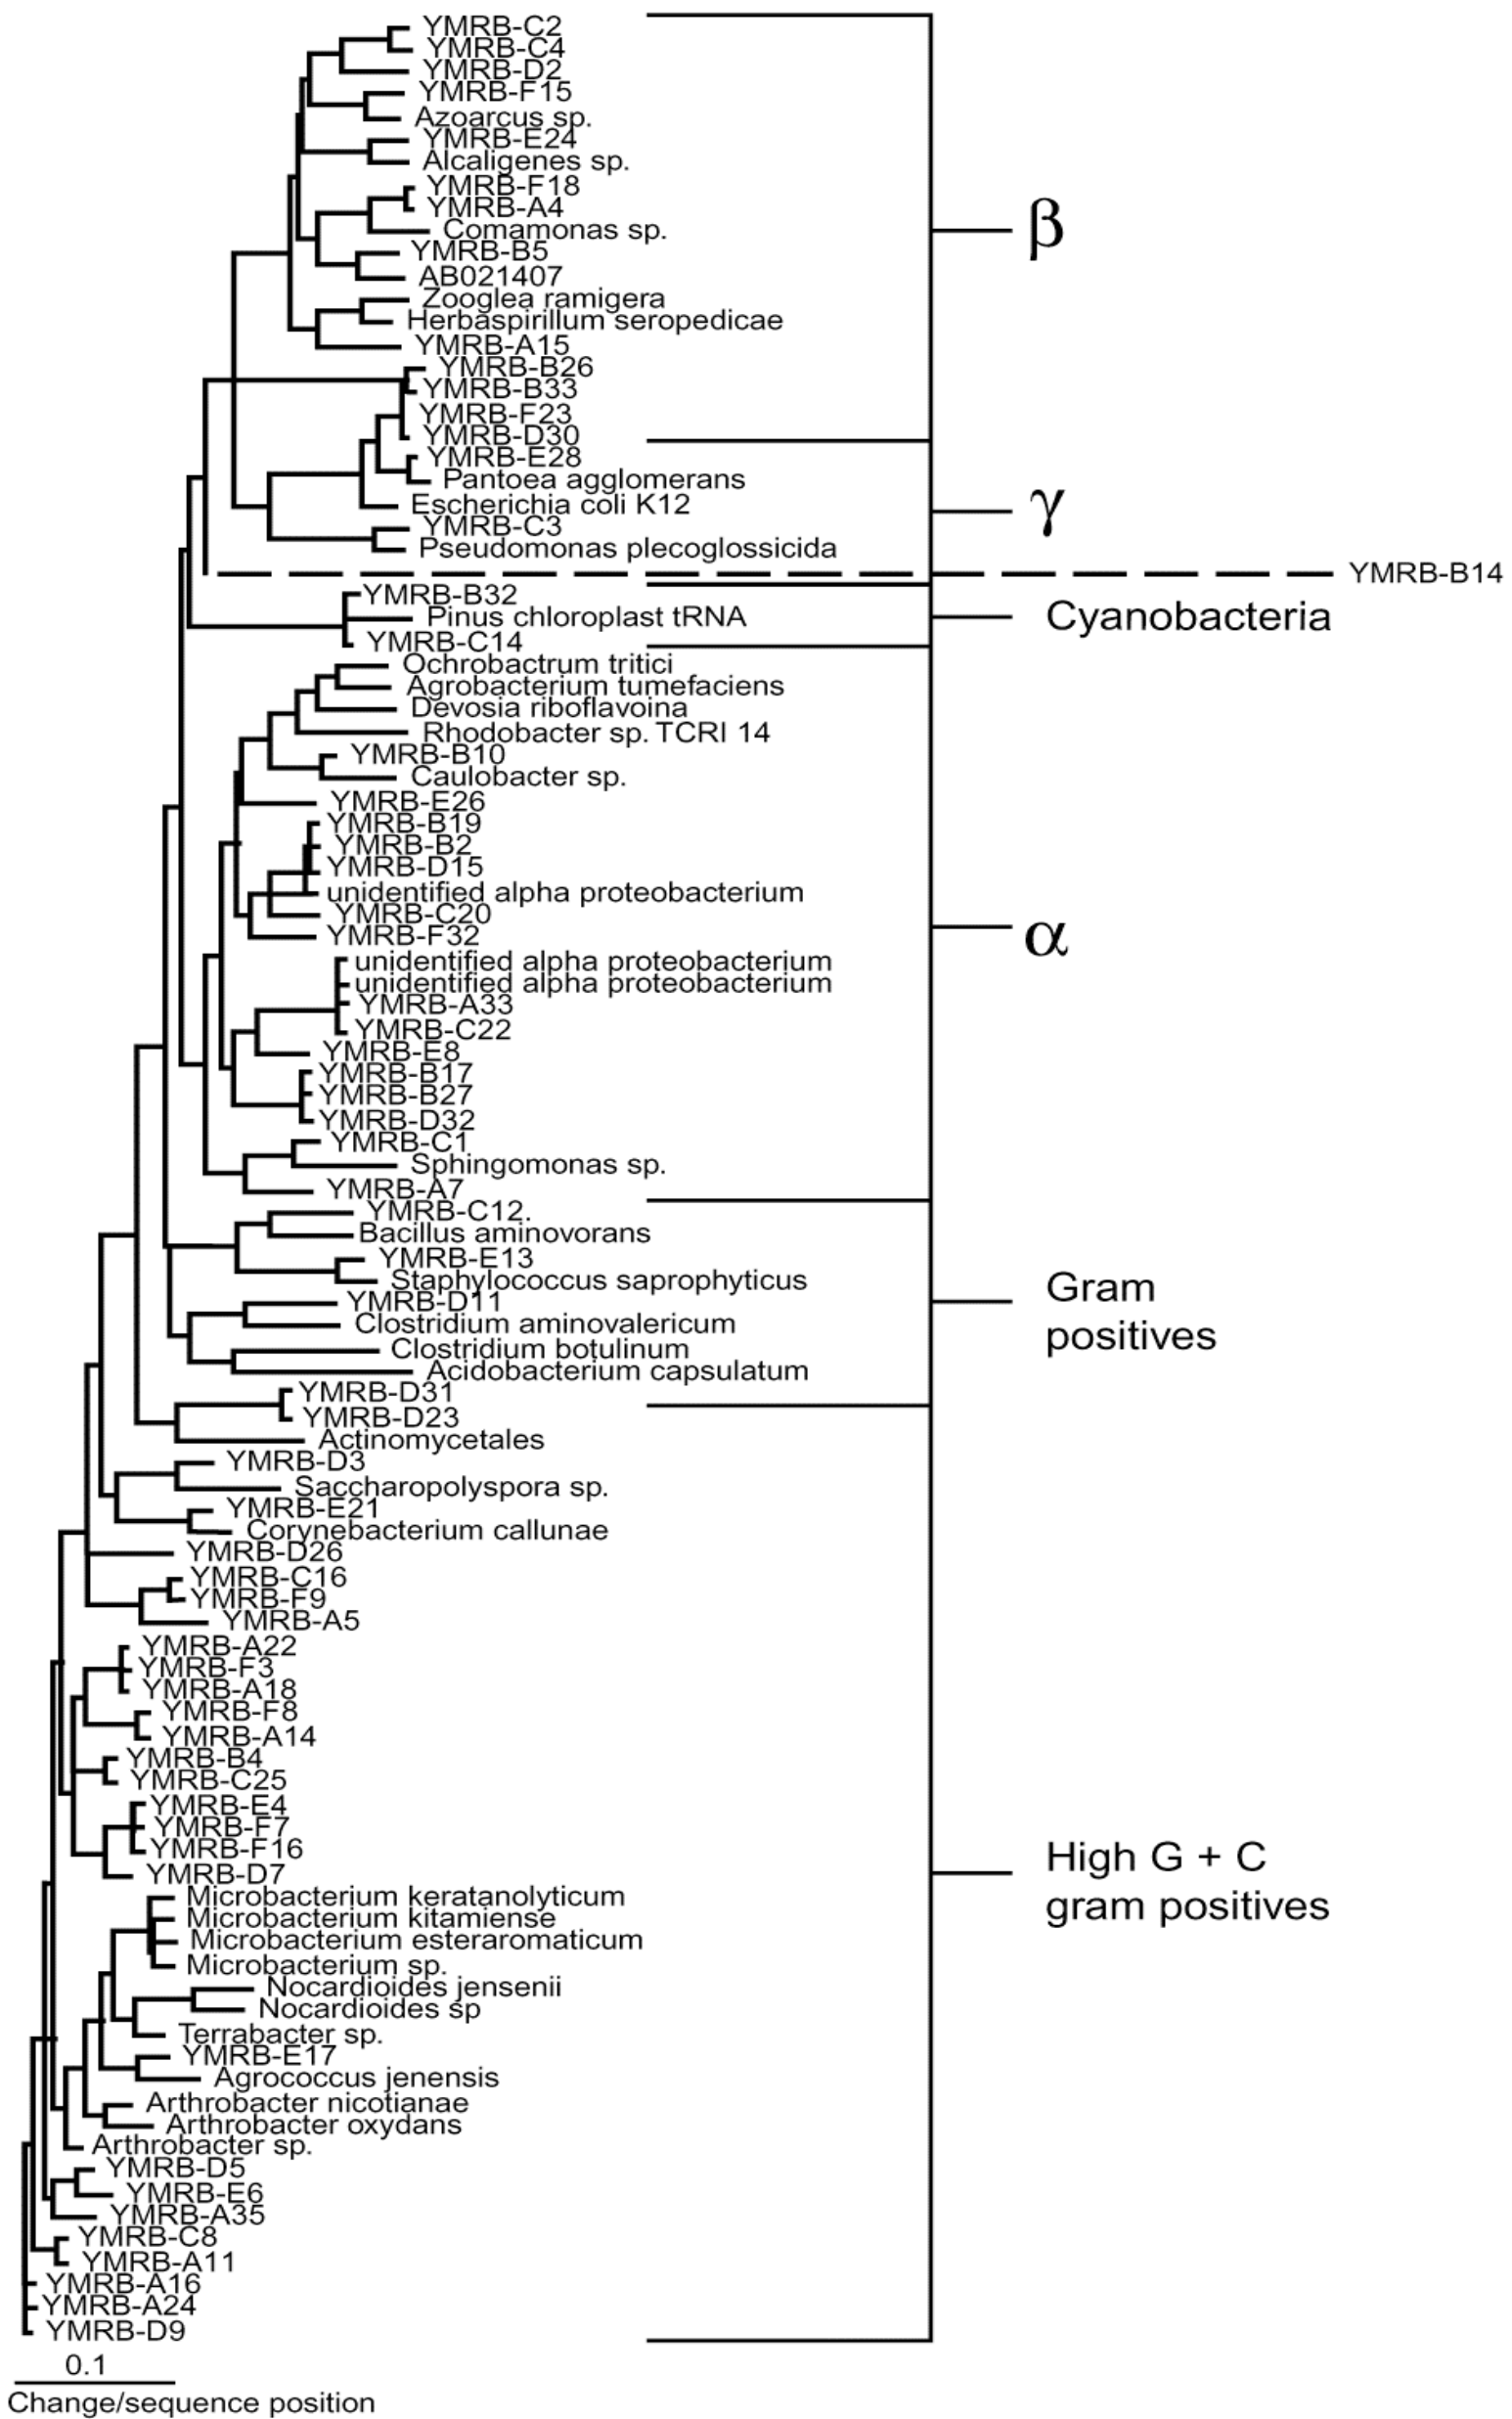 YMRB-C2
YMRB-C4
YMRB-D2
YMRB-F15
Azoarcus sp.
YMRB-E24
Alcaligenes sp.
YMRB-F18
YMRB-A4
Comamonas sp.
β
YMRB-B5
AB021407
Zooglea ramigera
Herbaspirillum seropedicae
YMRB-A15
YMRB-B26
YMRB-B33
YMRB-F23
YMRB-D30
YMRB-E28
Pantoea agglomerans
Escherichia coli K12
γ
YMRB-C3
Pseudomonas plecoglossicida
YMRB-B14
YMRB-B32
Pinus chloroplast tRNA
Cyanobacteria
YMRB-C14
Ochrobactrum tritici
Agrobacterium tumefaciens
Devosia riboflavoina
Rhodobacter sp. TCRI 14
YMRB-B10
Caulobacter sp.
YMRB-E26
YMRB-B19
YMRB-B2
YMRB-D15
unidentified alpha proteobacterium
YMRB-C20
YMRB-F32
α
unidentified alpha proteobacterium
unidentified alpha proteobacterium
YMRB-A33
YMRB-C22
YMRB-E8
YMRB-B17
YMRB-B27
YMRB-D32
YMRB-C1
Sphingomonas sp.
YMRB-A7
YMRB-C12.
Bacillus aminovorans
YMRB-E13
Staphylococcus saprophyticus
YMRB-D11
Clostridium aminovalericum
Clostridium botulinum
Acidobacterium capsulatum
Gram
positives
YMRB-D31
YMRB-D23
Actinomycetales
YMRB-D3
Saccharopolyspora sp.
YMRB-E21
Corynebacterium callunae
YMRB-D26
YMRB-C16
YMRB-F9
YMRB-A5
YMRB-A22
YMRB-F3
YMRB-A18
YMRB-F8
YMRB-A14
YMRB-B4
YMRB-C25
YMRB-E4
YMRB-F7
YMRB-F16
YMRB-D7
High G + C
gram positives
Microbacterium keratanolyticum
Microbacterium kitamiense
Microbacterium esteraromaticum
Microbacterium sp.
Nocardioides jensenii
Nocardioides sp
Terrabacter sp.
YMRB-E17
Agrococcus jenensis
Arthrobacter nicotianae
Arthrobacter oxydans
Arthrobacter sp.
YMRB-D5
YMRB-E6
YMRB-A35
YMRB-C8
YMRB-A11
YMRB-A16
YMRB-A24
YMRB-D9
0.1
Change/sequence position